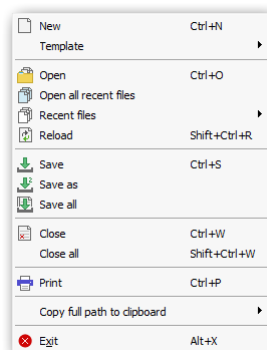 New Ctrl+N
Template
Open Ctrl+O
Open all recent files
Recent files
Reload Shift+Ctrl+R
Save Ctrl+S
Save as
Save all
Close Ctrl+W
Close all Shift+Ctrl+W
Print Ctrl+P
Copy full path to clipboard
Exit Alt+X